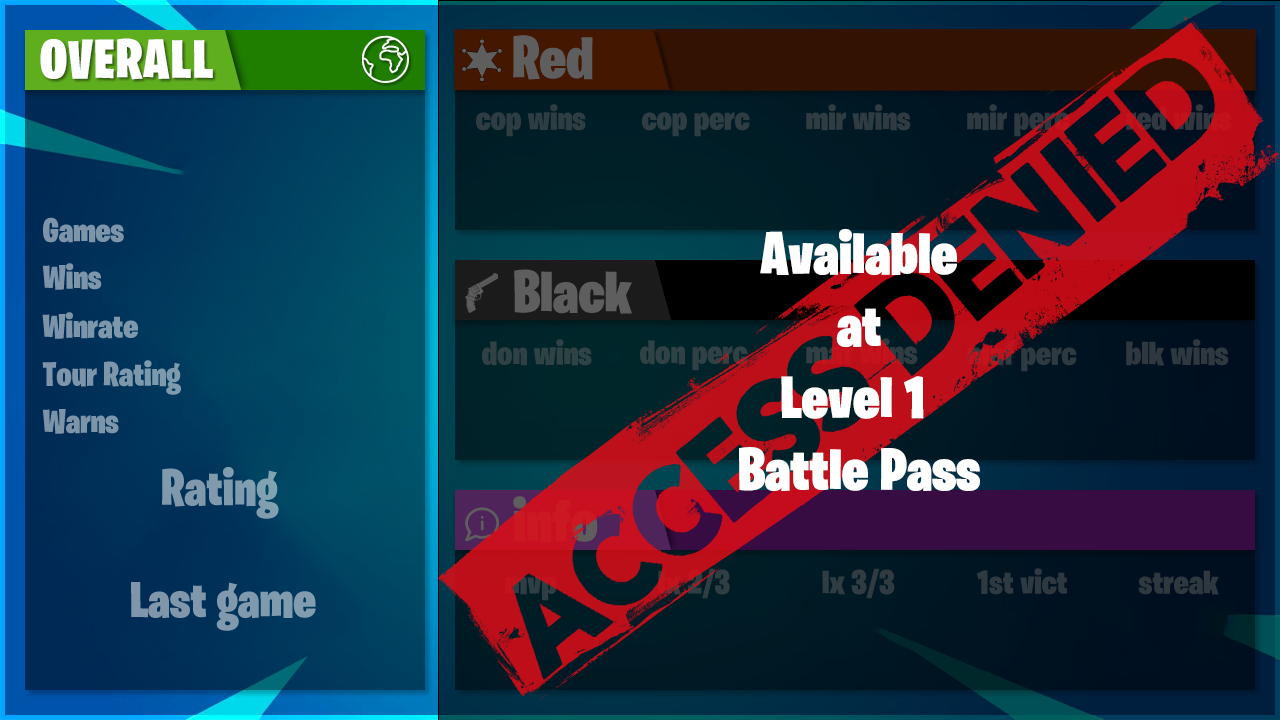 OVERALL
Games
Wins
Winrate
Tour Rating
Warns
Rating
Last game
Red
cop wins
cop perc
mir wins
mir perc
red wins
Black
don wins
don perc
maf wins
maf perc
blk wins
info
mvp
lx 2/3
lx 3/3
1st vict
streak
ACCESS DENIED
Available
at
Level 1
Battle Pass